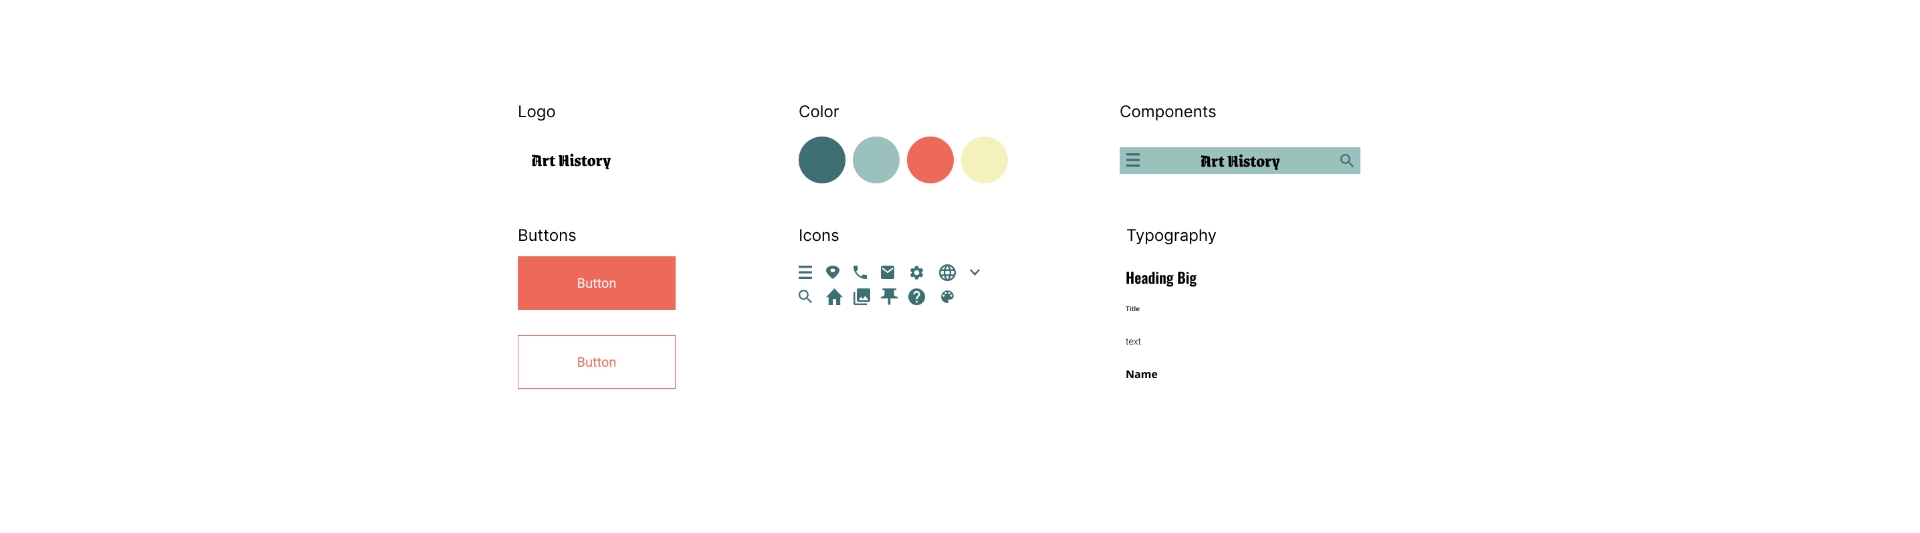 Logo
Color
Components
Art History
Art History
Buttons
Icons
Typography
Button
Heading Big
Title
text
Button
Name